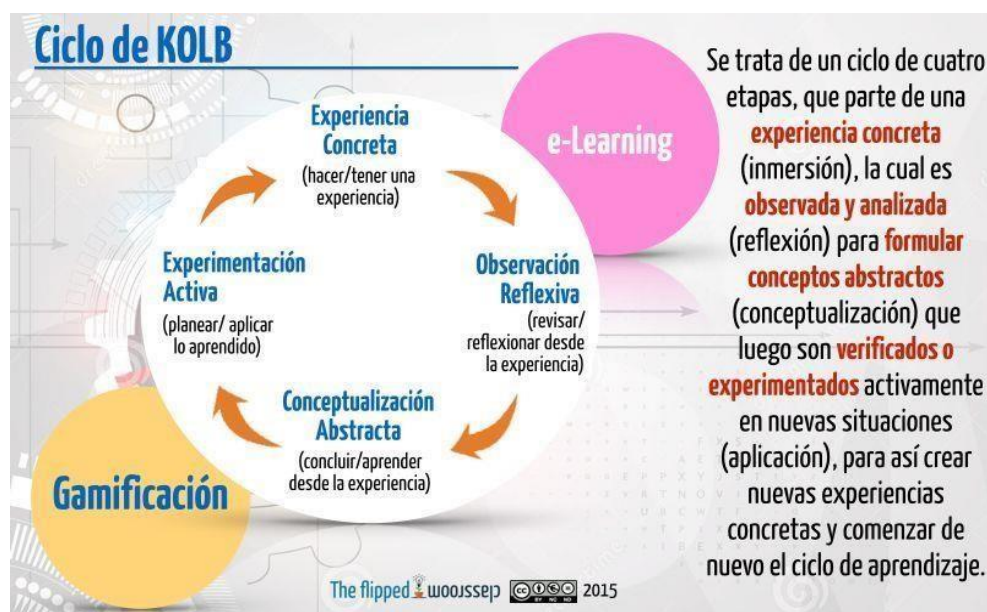 Ciclo de KOLB
Experiencia
Concreta
(hacer/tener una
experiencia)
Observación
Reflexiva
(revisar/
reflexionar desde
la experiencia)
Conceptualización
Abstracta
(concluir/aprender
desde la experiencia)
Experimentación
Activa
(planear/ aplicar
lo aprendido)
e-Learning
Gamificación
Se trata de un ciclo de cuatro
etapas, que parte de una
experiencia concreta
(inmersión), la cual es
observada y analizada
(reflexión) para formular
conceptos abstractos
(conceptualización) que
luego son verificados o
experimentados activamente
en nuevas situaciones
(aplicación), para así crear
nuevas experiencias
concretas y comenzar de
nuevo el ciclo de aprendizaje.
The flipped classroom cc BY NC ND 2015